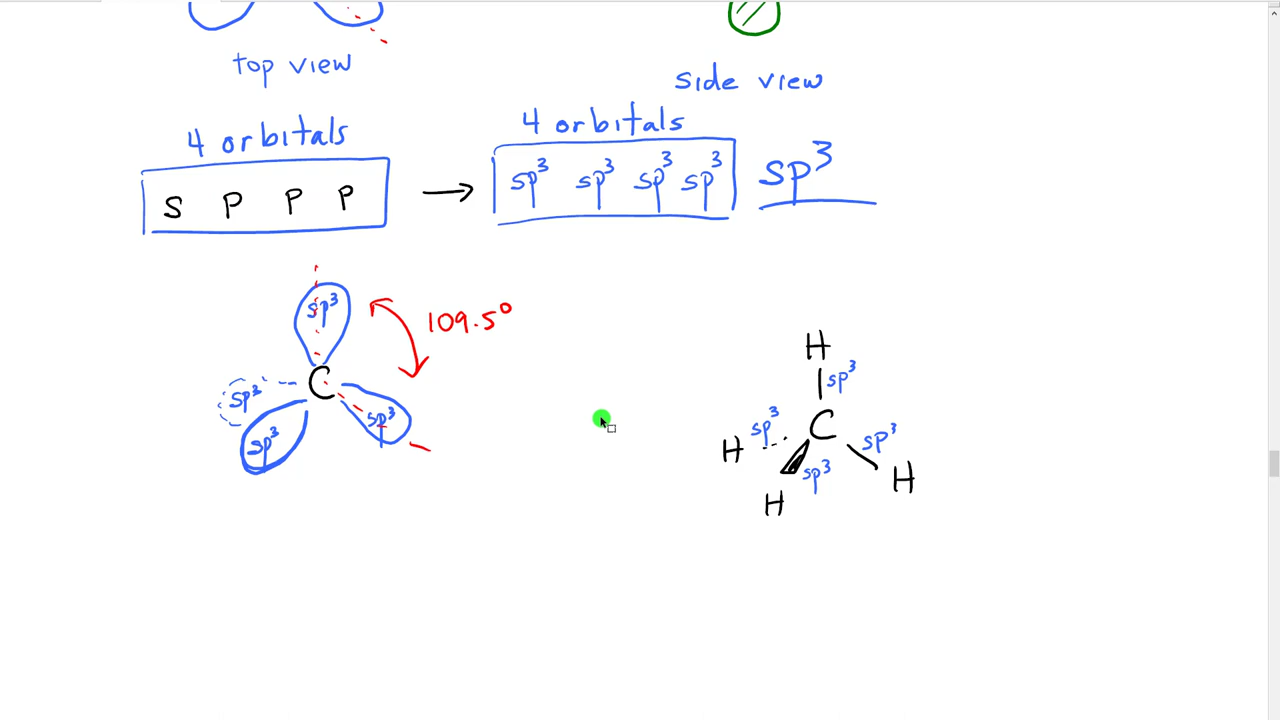 top view
side view
4 orbitals
4 orbitals
S P P P → sp³ sp³ sp³ sp³ sp³
sp³
109.5°
sp³ C
sp³ sp³
H
sp³
sp³ C sp³
H sp³ H
H